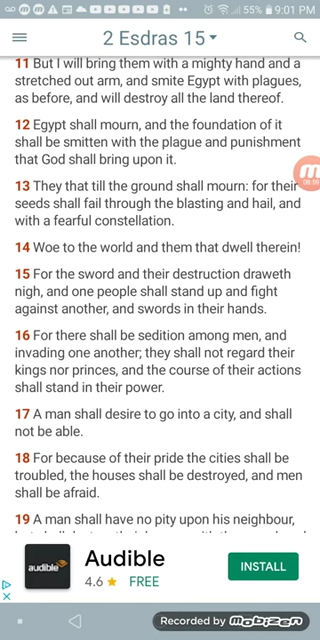 55% 9:01 PM
2 Esdras 15
11 But I will bring them with a mighty hand and a
stretched out arm, and smite Egypt with plagues,
as before, and will destroy all the land thereof.
12 Egypt shall mourn, and the foundation of it
shall be smitten with the plague and punishment
that God shall bring upon it.
13 They that till the ground shall mourn: for their
seeds shall fail through the blasting and hail, and
with a fearful constellation.
14 Woe to the world and them that dwell therein!
15 For the sword and their destruction draweth
nigh, and one people shall stand up and fight
against another, and swords in their hands.
16 For there shall be sedition among men, and
invading one another; they shall not regard their
kings nor princes, and the course of their actions
shall stand in their power.
17 A man shall desire to go into a city, and shall
not be able.
18 For because of their pride the cities shall be
troubled, the houses shall be destroyed, and men
shall be afraid.
19 A man shall have no pity upon his neighbour,
audible
Audible
4.6 ★ FREE
INSTALL
Recorded by mobizen